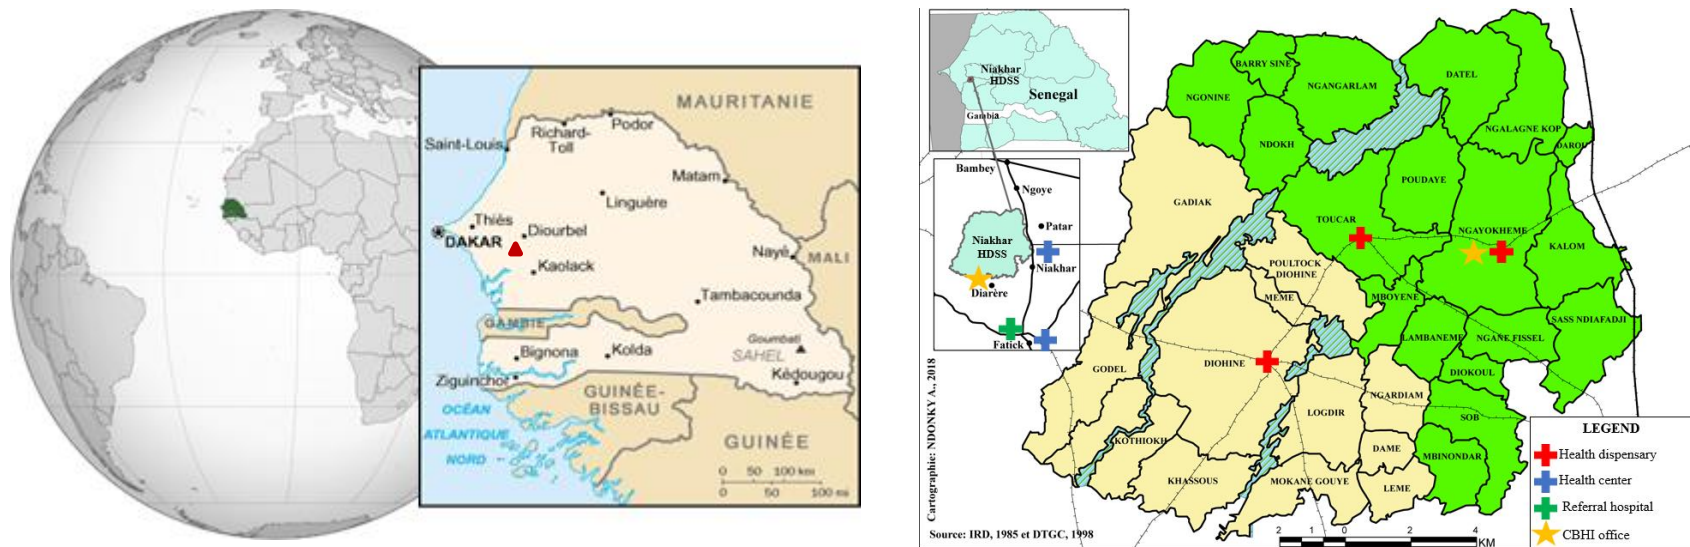 MAURITANIE
Podor
Richard-
Toll
Saint-Louis
Matam
Linguère
Thiès
Diourbel
DAKAR
Nayé
MALI
Kaolack
Tambacounda
GAMBIE
Goumbati
SAHEL
Bignona
Kolda
Kédougou
Ziguinchor
GUINÉE-
BISSAU
OCÉAN
ATLANTIQUE
NORD
GUINÉE
0 50 100 km
0 50 100 mi
Niakhar
HDSS
Senegal
Gambia
Bambey
Ngoye
Patar
Niakhar
HDSS
Niakhar
Diarère
Fatick
Cartographie: NDONKY A., 2018
Source: IRD, 1985 et DTGC, 1998
BARRY SINE
DATEL
NGANGARLAM
NGONINE
NGALAGNE KOP
DAROU
NDOKH
POUDAYE
GADIAK
TOUCAR
NGAYOKHEME
KALOM
POULTOCK
DIOHINE
MEME
MBOYENE
SASS NDIAFADJI
LAMBANEME
NGANE FISSEL
GODEL
DIOHINE
DIOKOUL
NGARDIAM
LOGDIR
SOB
KOTHIOKH
DAME
MBINONDAR
KHASSOUS
MOKANE GOUYE
LEME
LEGEND
Health dispensary
Health center
Referral hospital
CBHI office
2 1 0 2 4
KM